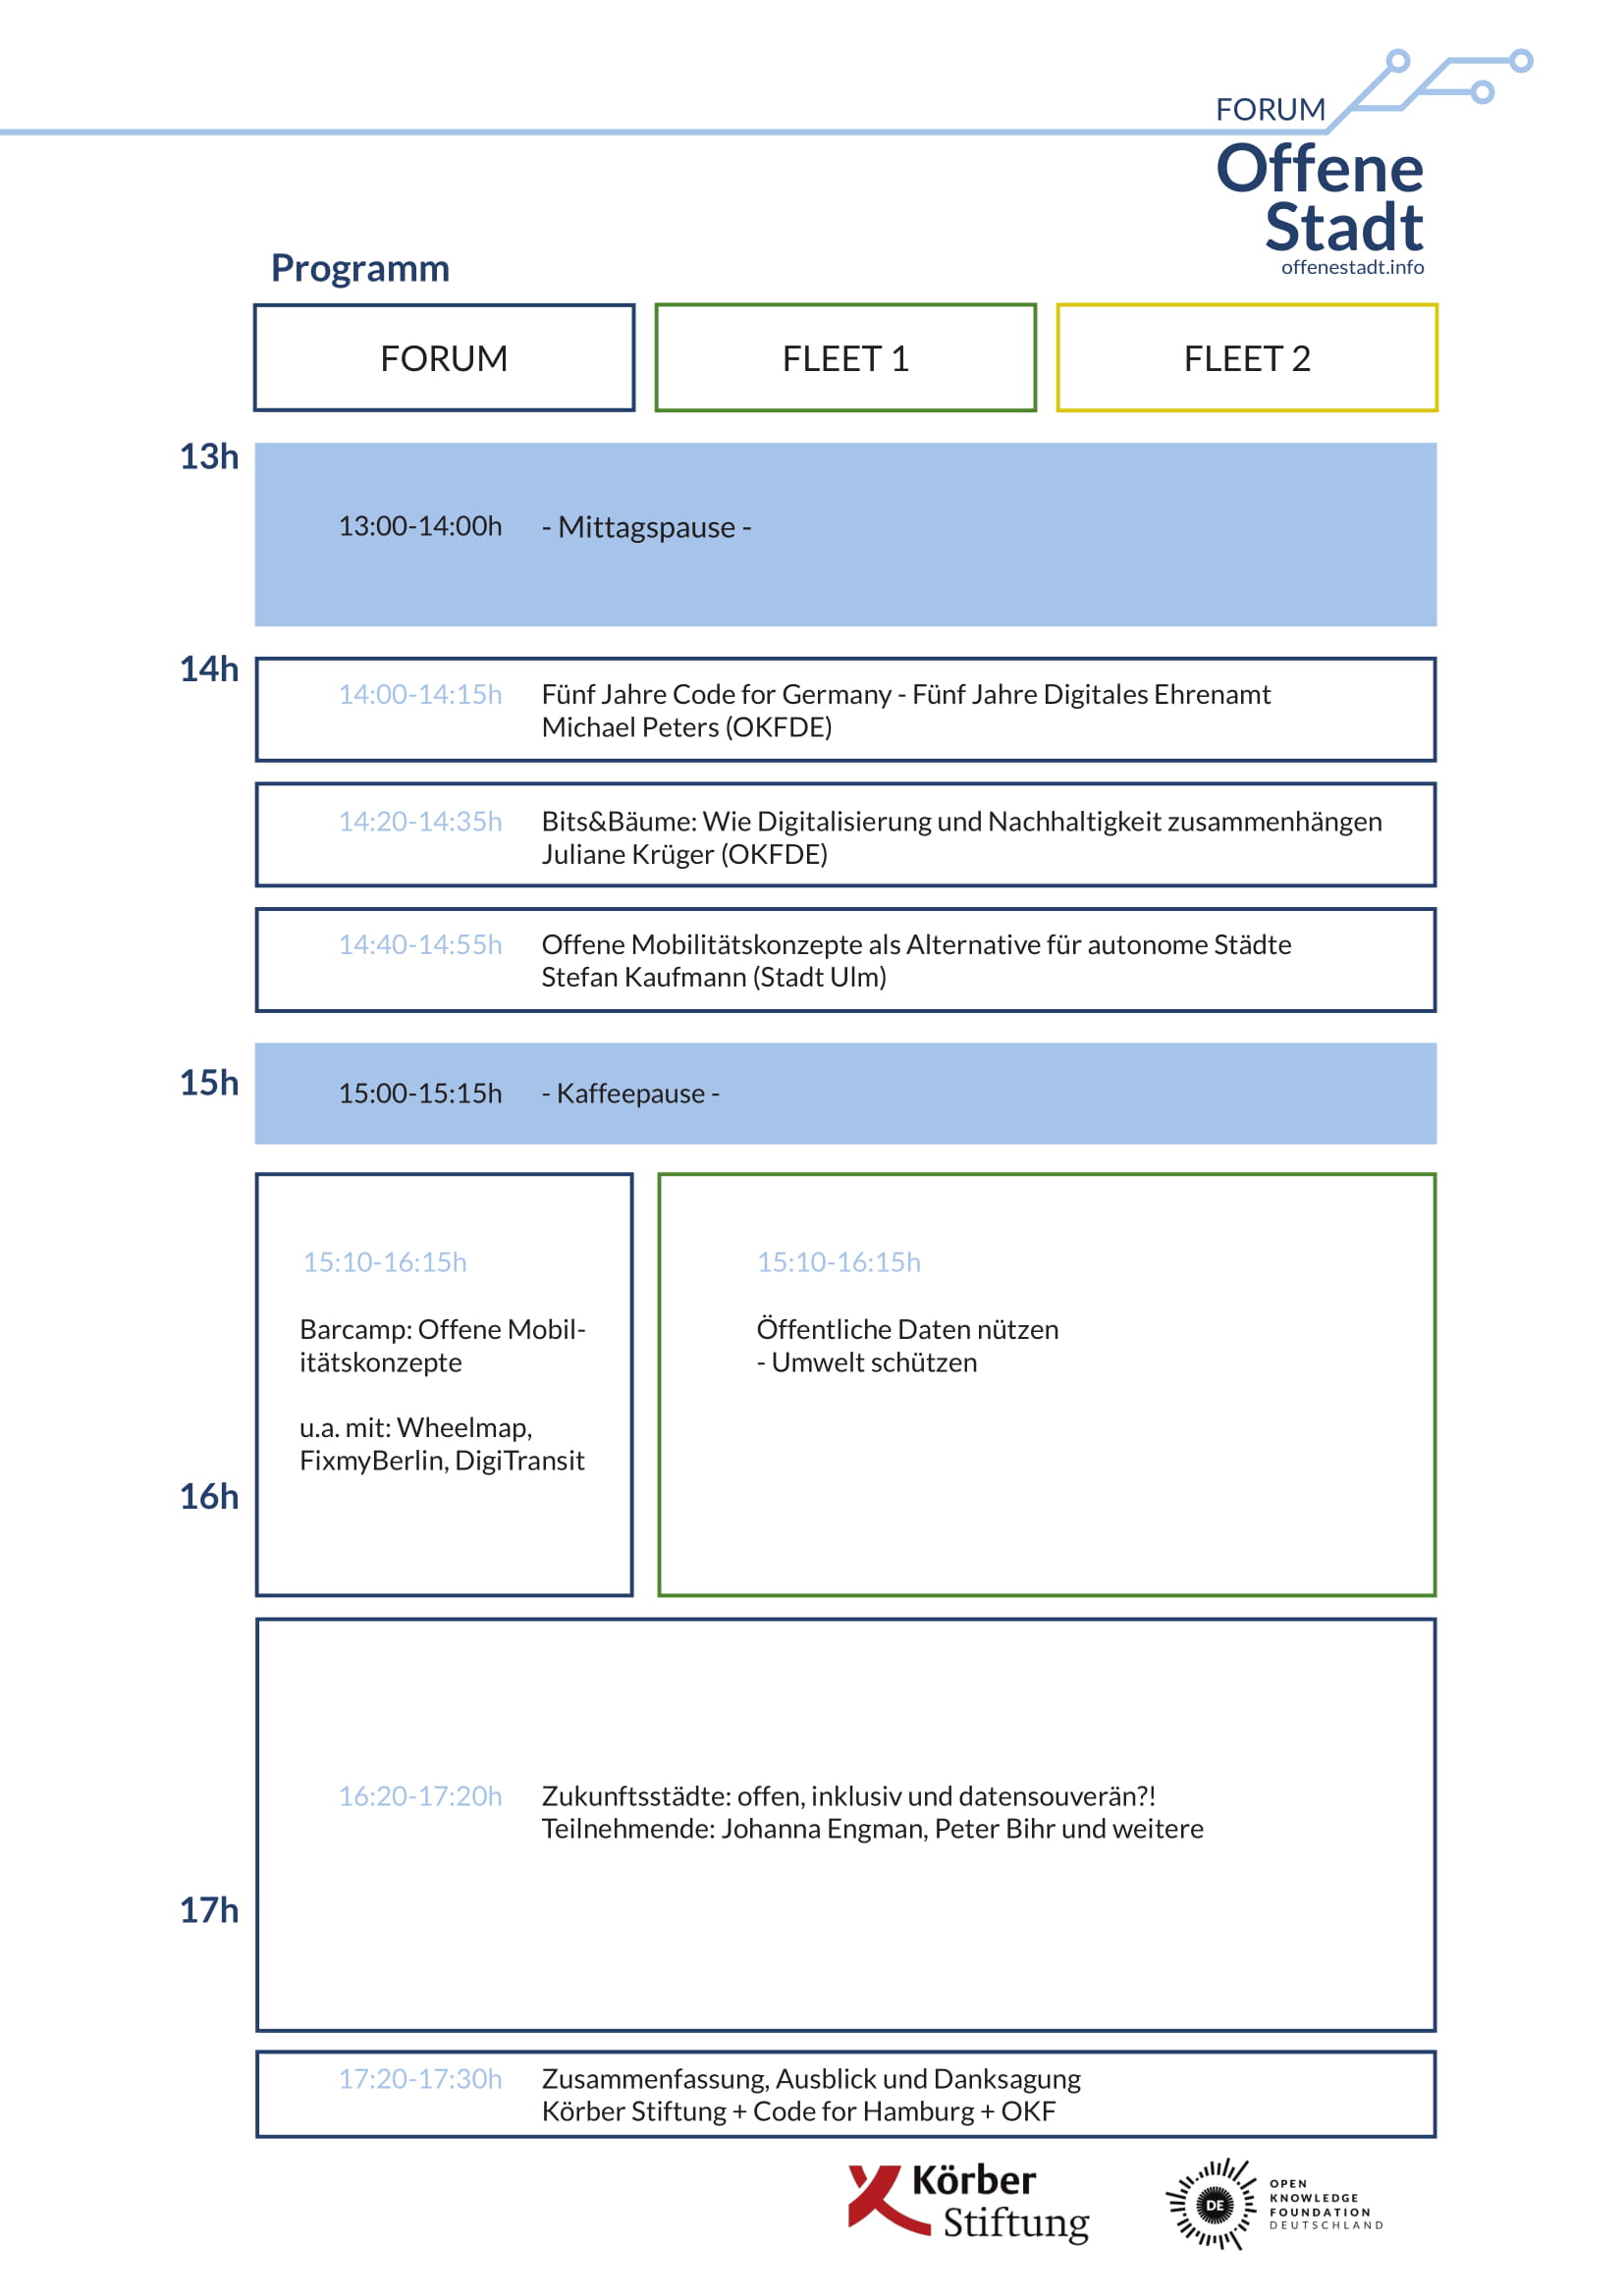 FORUM
Offene
Stadt
offenestadt.info
Programm
FORUM
FLEET 1
FLEET 2
13h
13:00-14:00h - Mittagspause -
14h
14:00-14:15h Fünf Jahre Code for Germany - Fünf Jahre Digitales Ehrenamt
Michael Peters (OKFDE)
14:20-14:35h Bits&Bäume: Wie Digitalisierung und Nachhaltigkeit zusammenhängen
Juliane Krüger (OKFDE)
14:40-14:55h Offene Mobilitätskonzepte als Alternative für autonome Städte
Stefan Kaufmann (Stadt Ulm)
15h
15:00-15:15h - Kaffeepause -
15:10-16:15h
Barcamp: Offene Mobil-
itätskonzepte
u.a. mit: Wheelmap,
FixmyBerlin, DigiTransit
15:10-16:15h
Öffentliche Daten nützen
- Umwelt schützen
16h
16:20-17:20h Zukunftsstädte: offen, inklusiv und datensouverän?!
Teilnehmende: Johanna Engman, Peter Bihr und weitere
17h
17:20-17:30h Zusammenfassung, Ausblick und Danksagung
Körber Stiftung + Code for Hamburg + OKF
Körber
Stiftung
DE
OPEN
KNOWLEDGE
FOUNDATION
DEUTSCHLAND